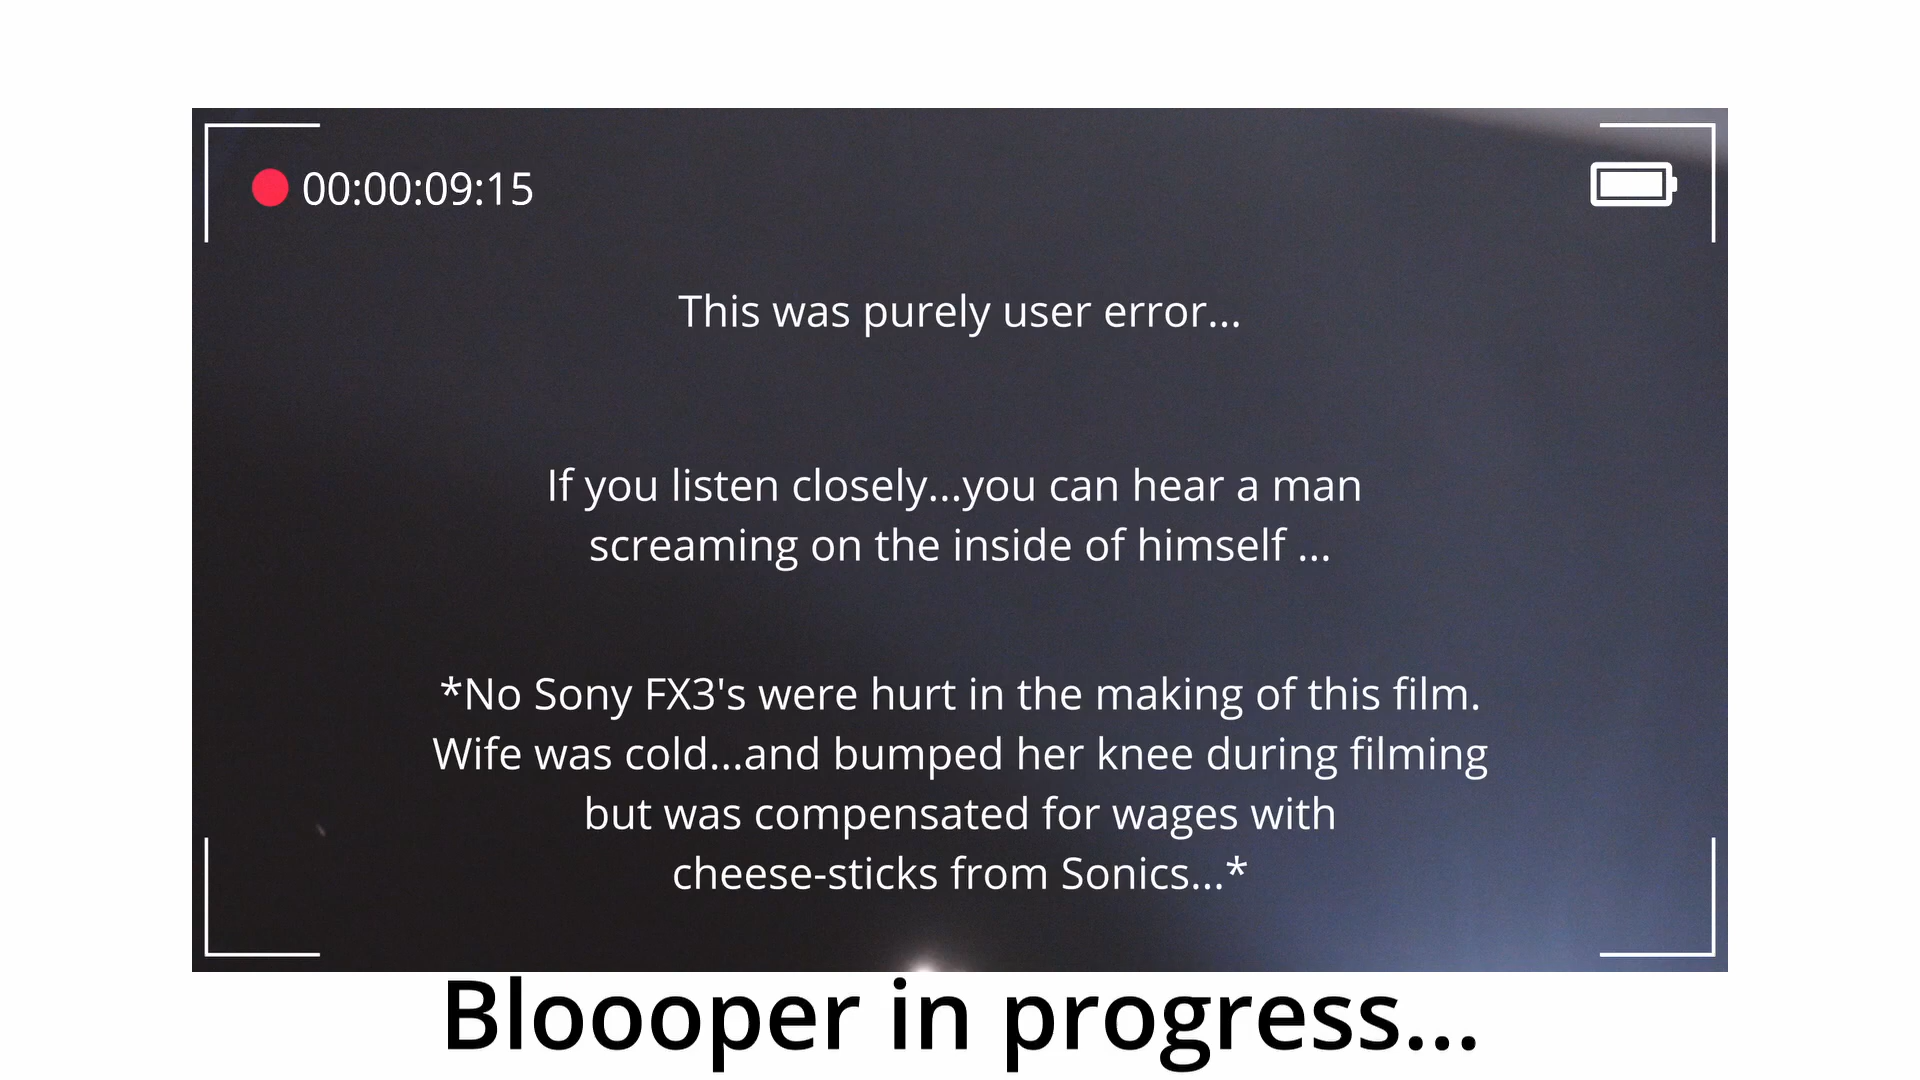 00:00:09:15
This was purely user error...
If you listen closely...you can hear a man
screaming on the inside of himself ...
*No Sony FX3's were hurt in the making of this film.
Wife was cold...and bumped her knee during filming
but was compensated for wages with
cheese-sticks from Sonics...*
Bloooper in progress...